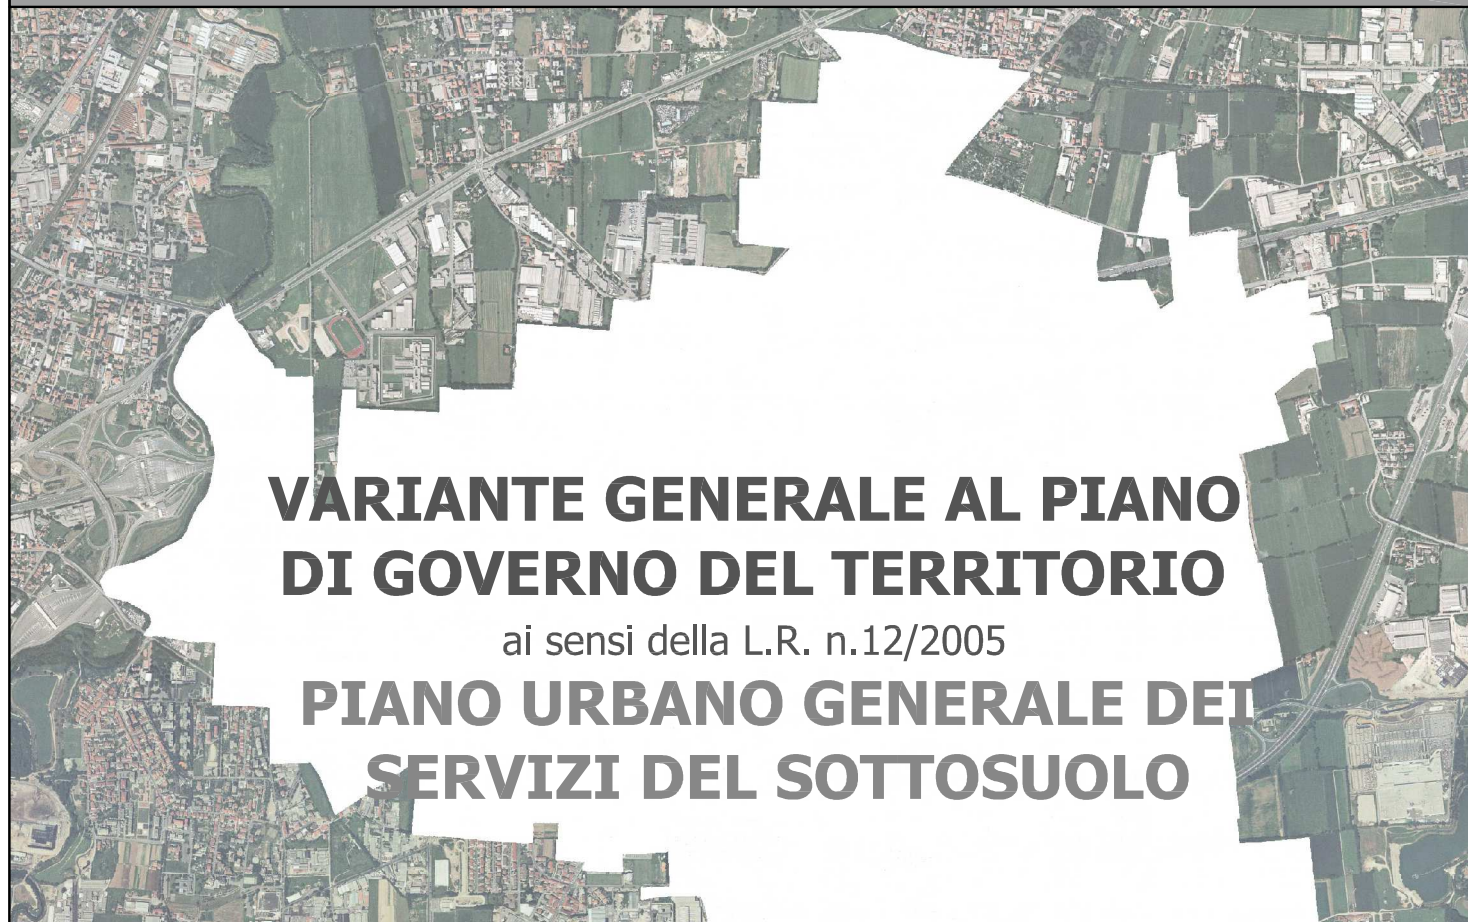 VARIANTE GENERALE AL PIANO
DI GOVERNO DEL TERRITORIO
ai sensi della L.R. n.12/2005
PIANO URBANO GENERALE DEI
SERVIZI DEL SOTTOSUOLO